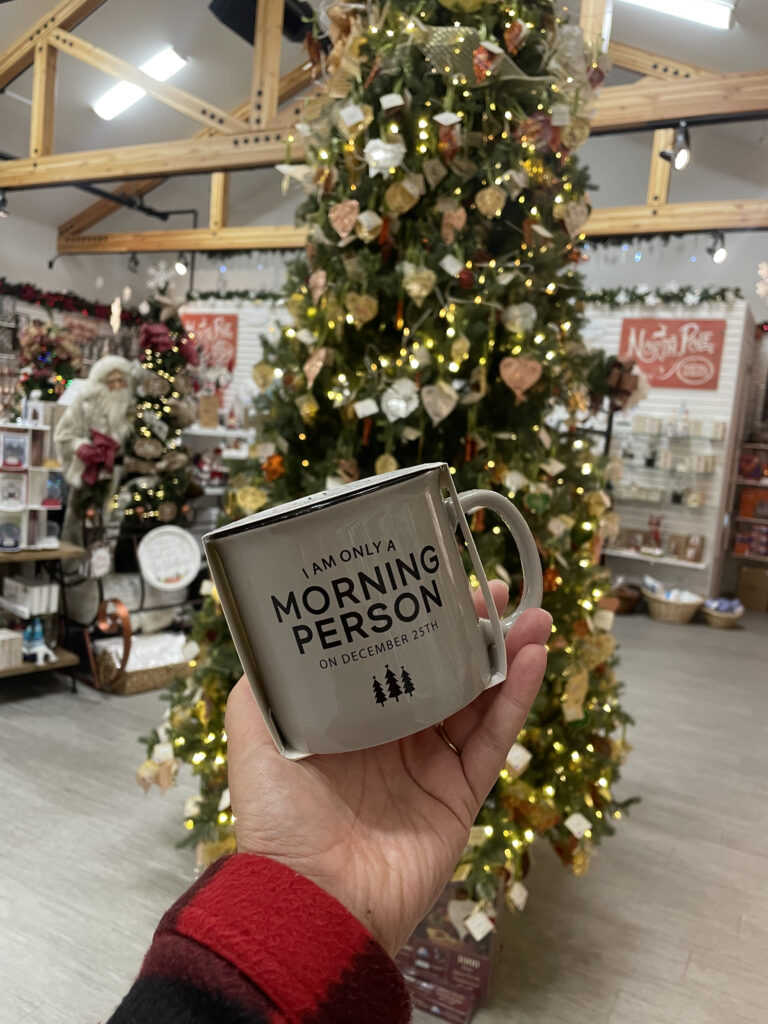 NORTH POLE
I AM ONLY A
MORNING
PERSON
ON DECEMBER 25TH